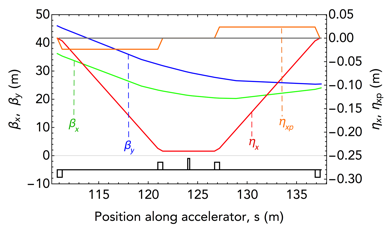 50
40
30
20
10
0
−10
0.05
0.00
−0.05
−0.10
−0.15
−0.20
−0.25
−0.30
115 120 125 130 135
βx, βy (m)
ηx, ηxp (m)
βx
βy
ηx
ηxp
Position along accelerator, s (m)